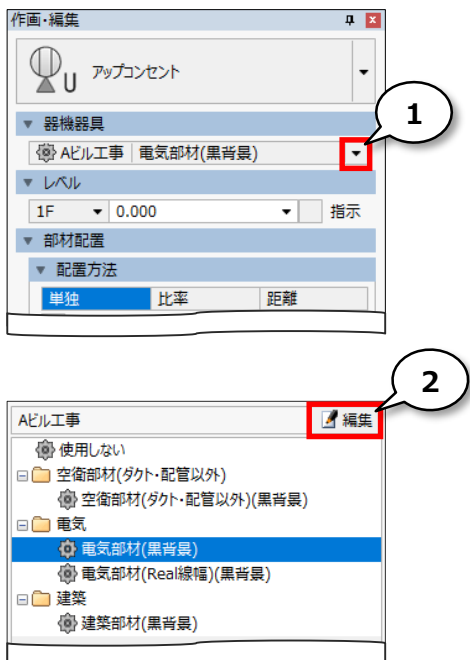 作画・編集
U アップコンセント
器機器具
1
Aビル工事 電気部材(黒背景)
レベル
1F 0.000 指示
部材配置
配置方法
単独 比率 距離
2
Aビル工事 編集
使用しない
空衛部材(ダクト・配管以外)
空衛部材(ダクト・配管以外)(黒背景)
電気
電気部材(黒背景)
電気部材(Real線幅)(黒背景)
建築
建築部材(黒背景)